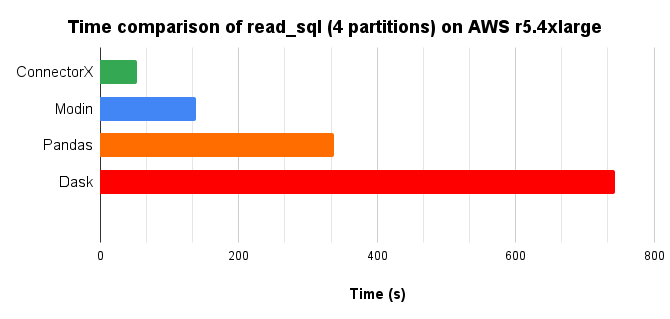 Time comparison of read_sql (4 partitions) on AWS r5.4xlarge
ConnectorX
Modin
Pandas
Dask
0 200 400 600 800
Time (s)